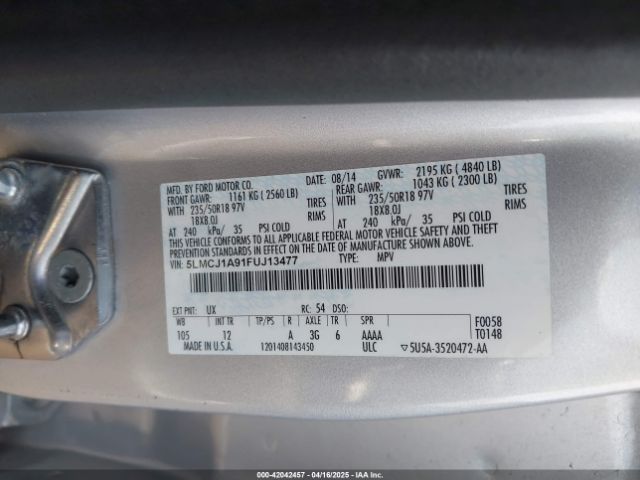 MFD. BY FORD MOTOR CO.
DATE: 08/14 GVWR: 2195 KG ( 4840 LB)
FRONT GAWR: 1161 KG ( 2560 LB) REAR GAWR: 1043 KG ( 2300 LB)
WITH 235/50R18 97V TIRES WITH 235/50R18 97V TIRES
18X8.0J RIMS 18X8.0J RIMS
AT 240 kPa/ 35 PSI COLD AT 240 kPa/ 35 PSI COLD
THIS VEHICLE CONFORMS TO ALL APPLICABLE FEDERAL MOTOR VEHICLE SAFETY AND THEFT
PREVENTION STANDARDS IN EFFECT ON THE DATE OF MANUFACTURE SHOWN ABOVE.
VIN: 5LMCJ1A91FUJ13477 TYPE: MPV
EXT PNT: UX RC: 54 DSO:
WB INT TR TP/PS R AXLE TR SPR F0058
105 12 A 3G 6 AAAA T0148
MADE IN U.S.A. 1201408143450 ULC ▽5U5A-3520472-AA
000-42042457 - 04/16/2025 - IAAI, INC.